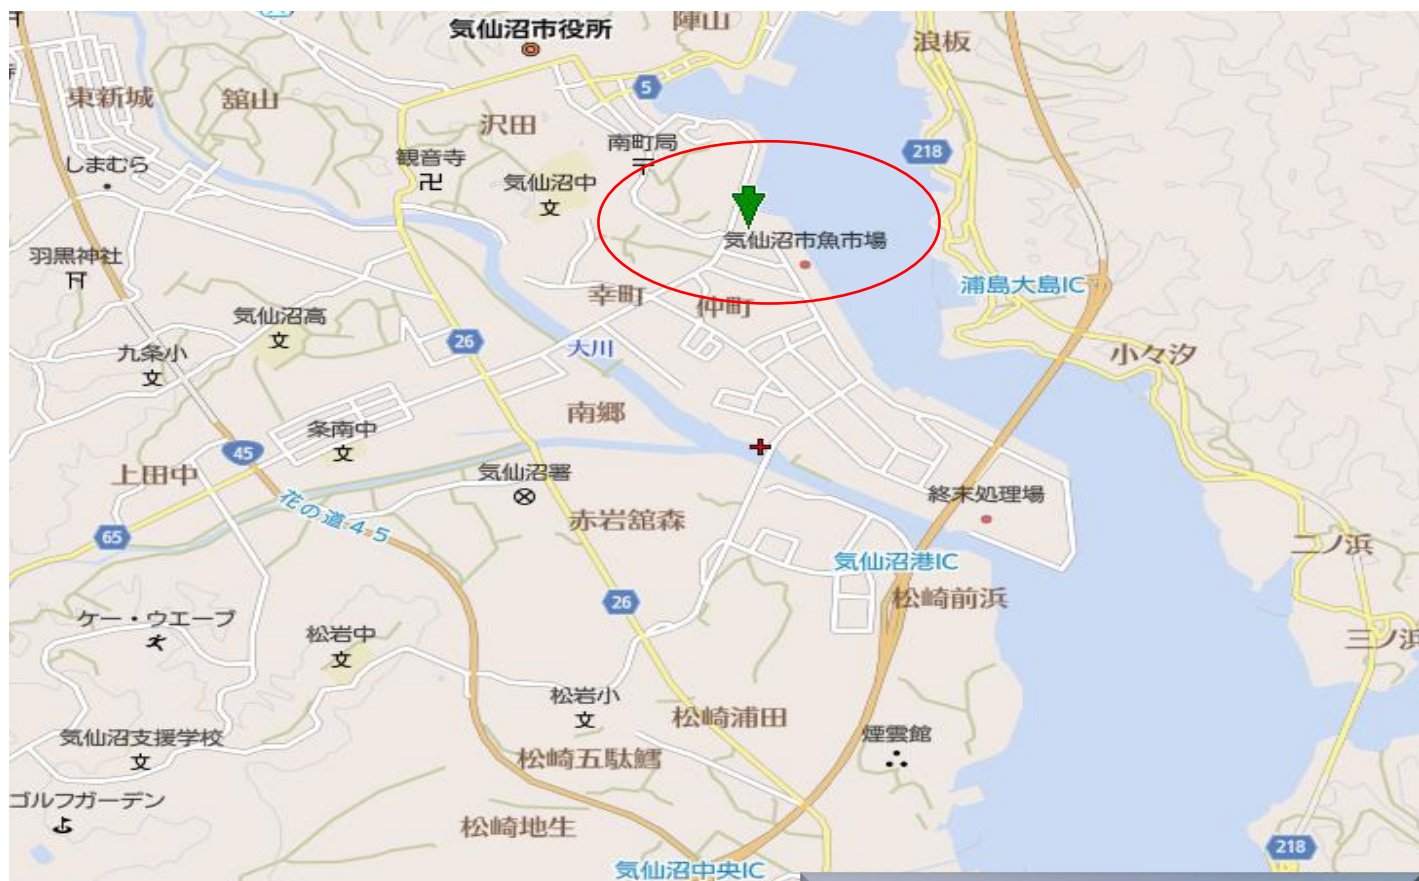 気仙沼市役所
陣山
浪板
東新城
舘山
5
沢田
南町局
218
しまむら
観音寺
気仙沼中
文
気仙沼市魚市場
羽黒神社
浦島大島IC
幸町
仲町
気仙沼高
文
26
大川
九条小
文
小々汐
南郷
条南中
文
45
上田中
気仙沼署
終末処理場
花の道45
赤岩舘森
65
二ノ浜
気仙沼港IC
松崎前浜
26
ケー・ウエーブ
松岩中
文
三ノ浜
松岩小
文
松崎浦田
気仙沼支援学校
文
煙雲館
松崎五駄鱈
ゴルフガーデン
松崎地生
218
気仙沼中央IC